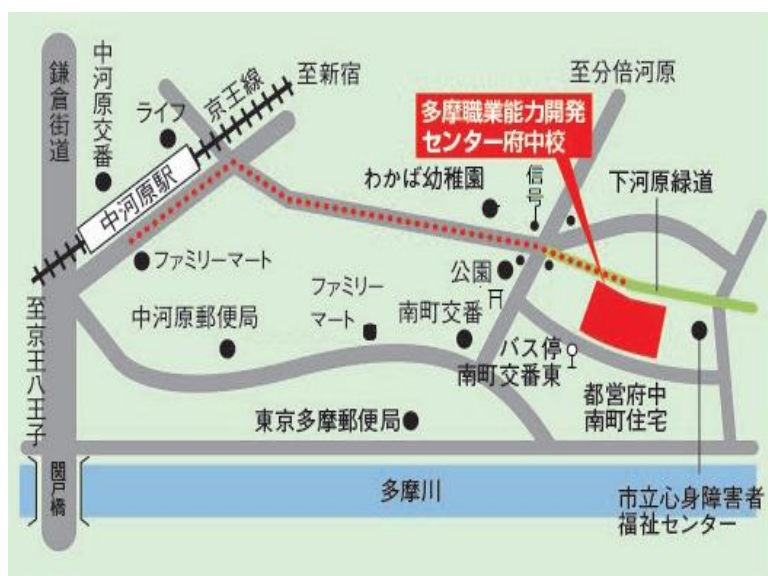 鎌倉街道
中河原交番
ライフ
京王線
至新宿
至分倍河原
多摩職業能力開発
センター府中校
わかば幼稚園
信号
下河原緑道
中河原駅
ファミリーマート
公園
ファミリー
マート
中河原郵便局
南町交番
バス停
南町交番東
至京王八王子
都営府中
南町住宅
東京多摩郵便局
関戸橋
多摩川
市立心身障害者
福祉センター